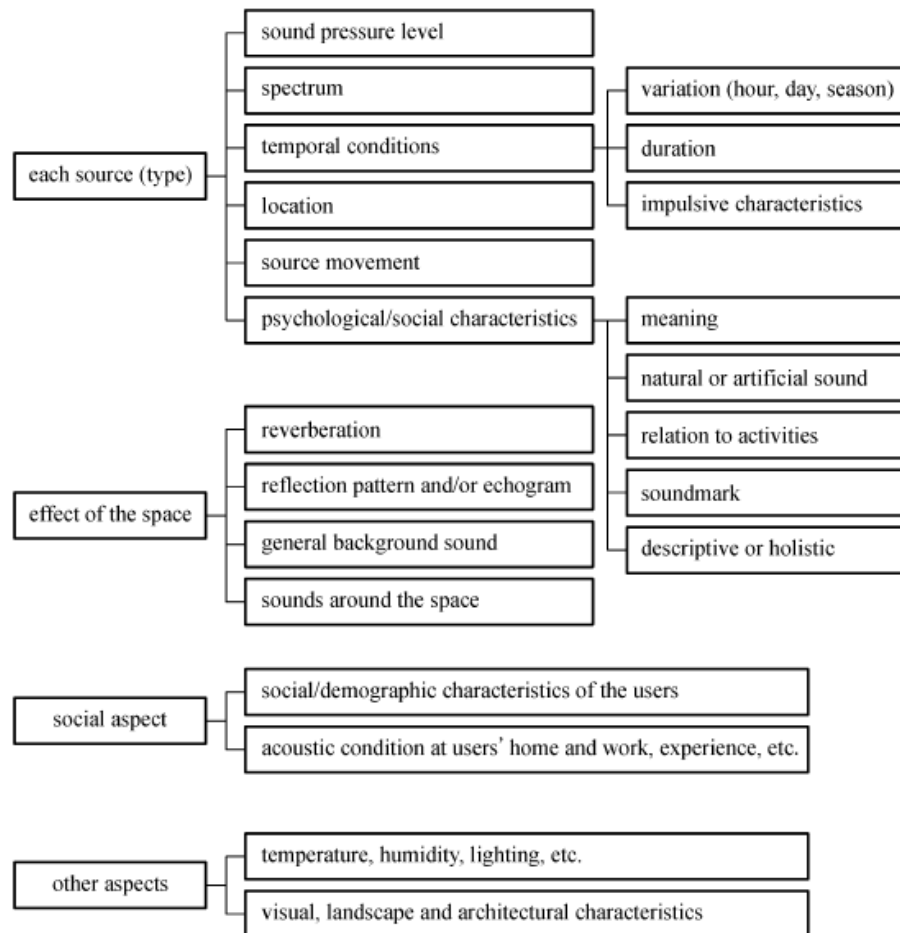 each source (type)
sound pressure level
spectrum
temporal conditions
variation (hour, day, season)
duration
impulsive characteristics
location
source movement
psychological/social characteristics
meaning
natural or artificial sound
relation to activities
soundmark
descriptive or holistic
effect of the space
reverberation
reflection pattern and/or echogram
general background sound
sounds around the space
social aspect
social/demographic characteristics of the users
acoustic condition at users’ home and work, experience, etc.
other aspects
temperature, humidity, lighting, etc.
visual, landscape and architectural characteristics